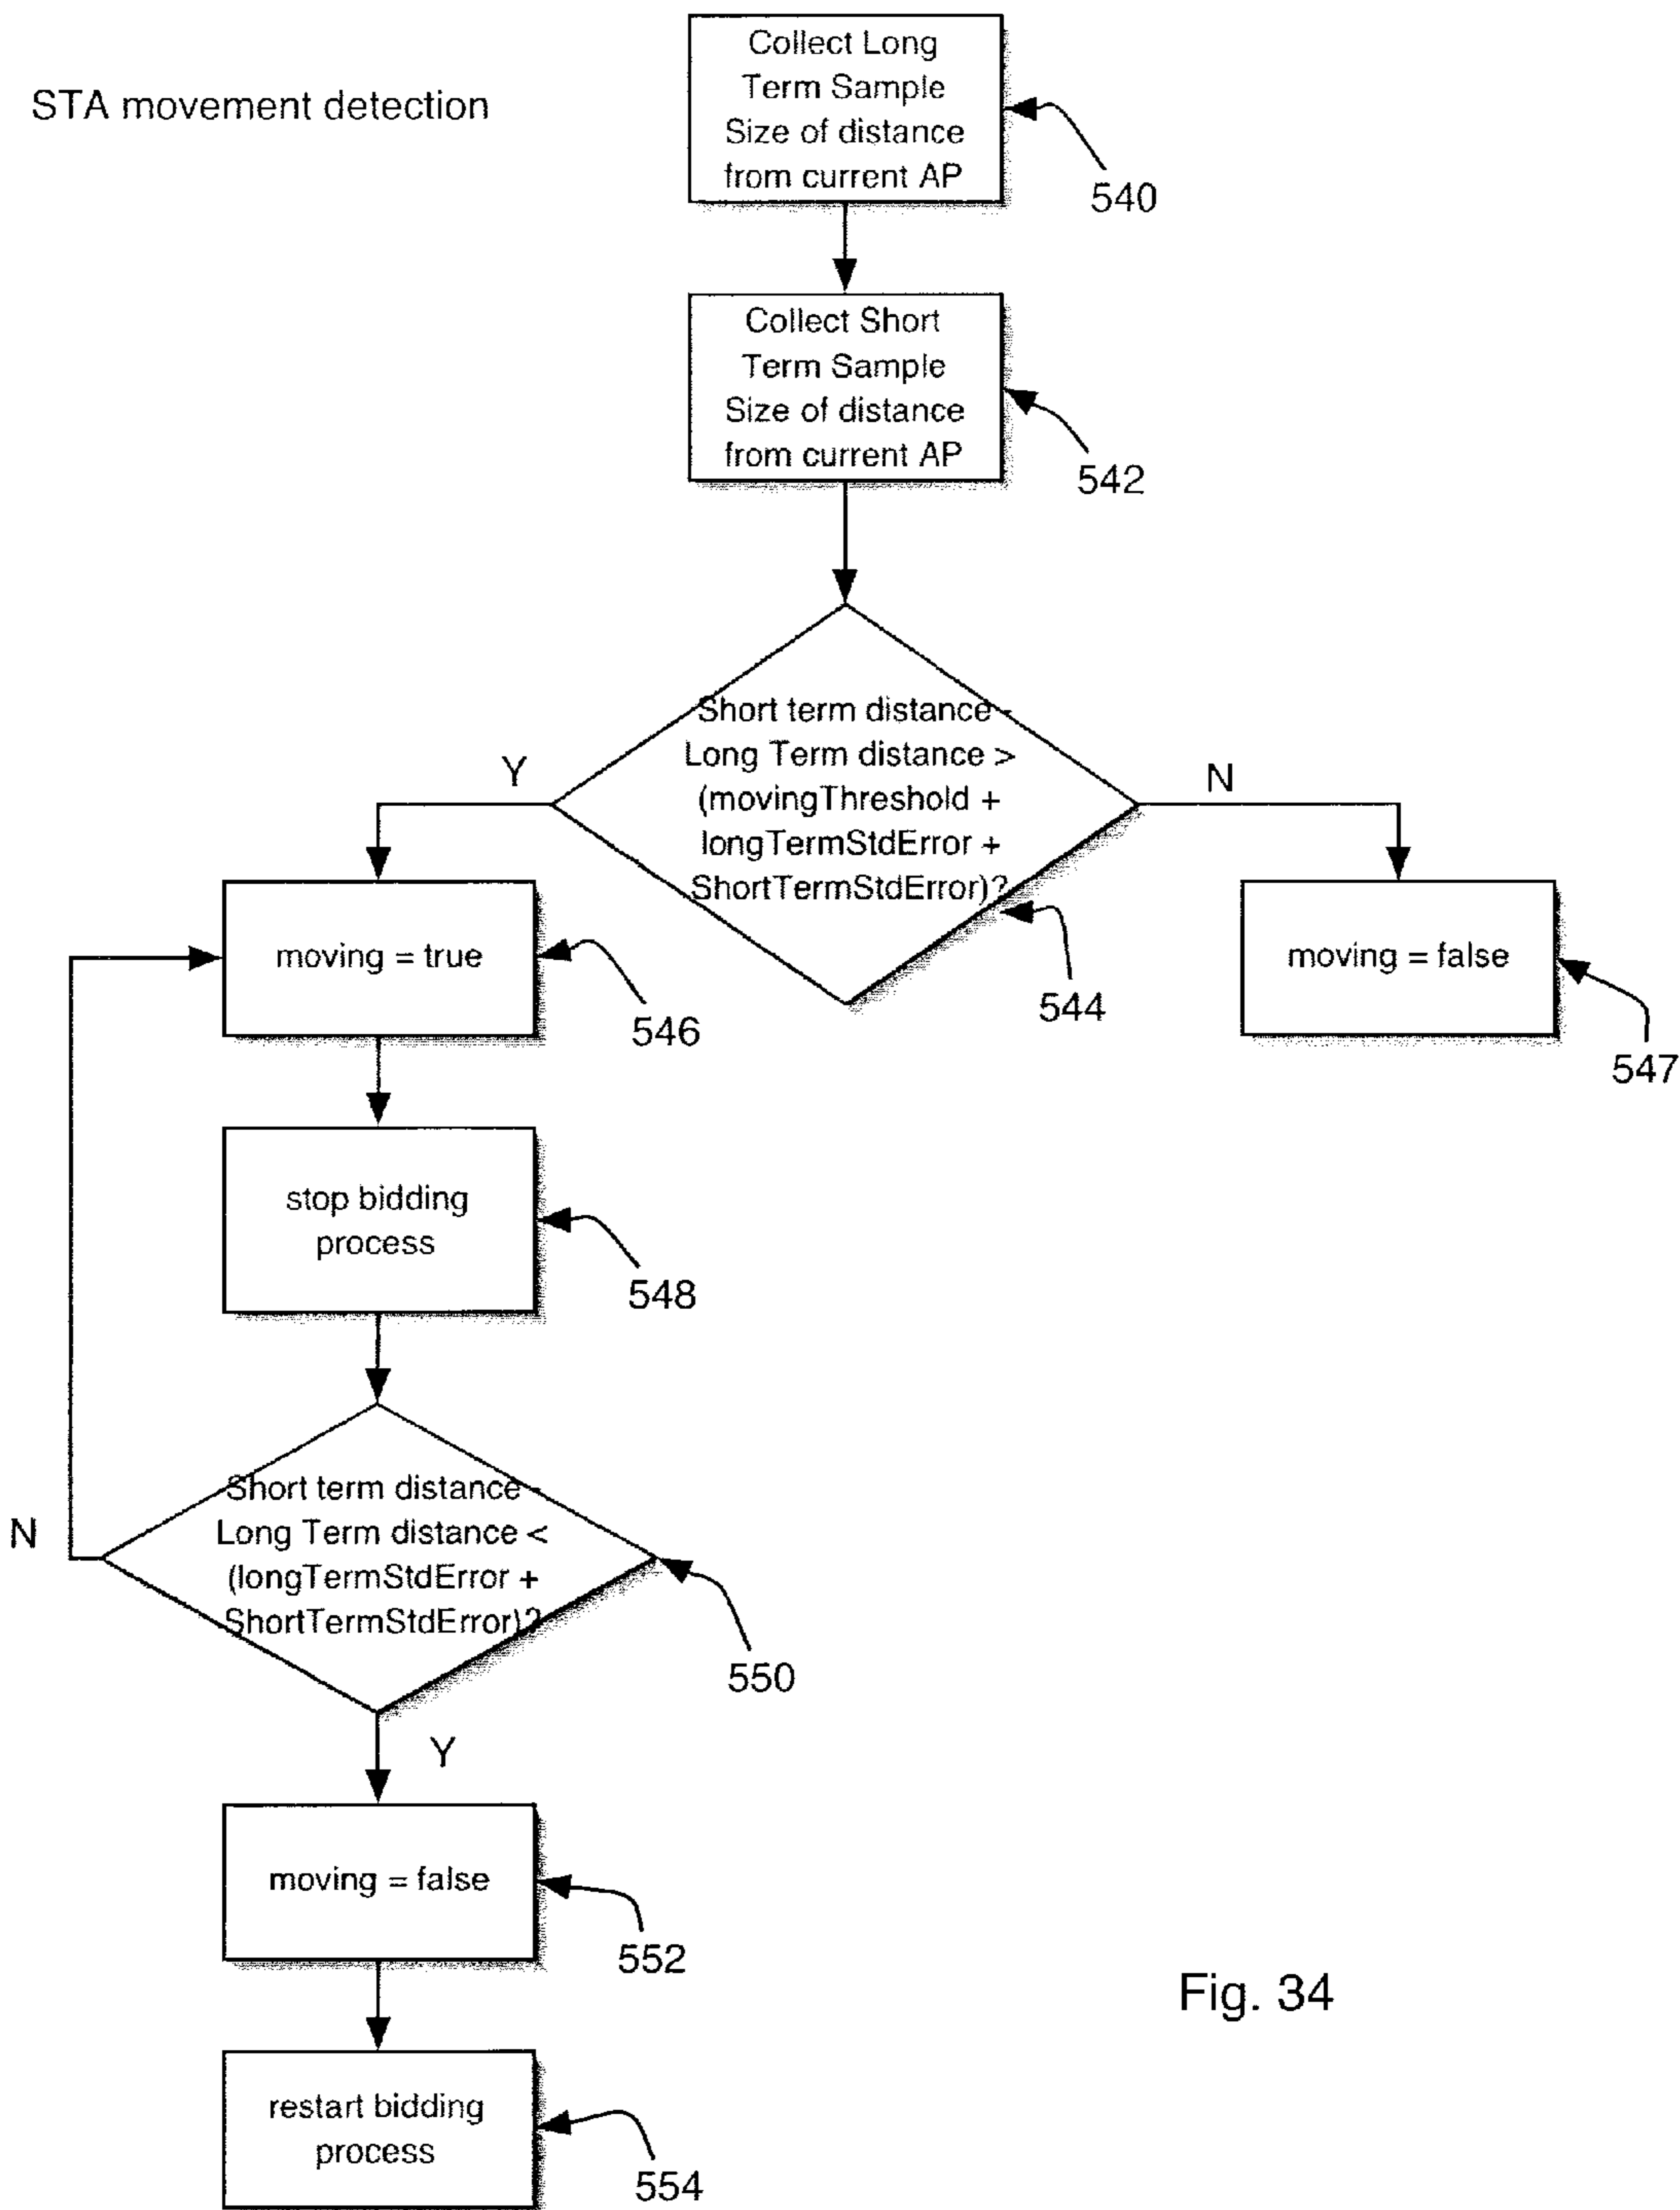 STA movement detection
Collect Long
Term Sample
Size of distance
from current AP
540
Collect Short
Term Sample
Size of distance
from current AP
542
Short term distance -
Long Term distance >
(movingThreshold +
longTermStdError +
ShortTermStdError)?
544
Y
N
moving = true
546
moving = false
547
stop bidding
process
548
Short term distance -
Long Term distance <
(longTermStdError +
ShortTermStdError)?
550
N
Y
moving = false
552
restart bidding
process
554
Fig. 34